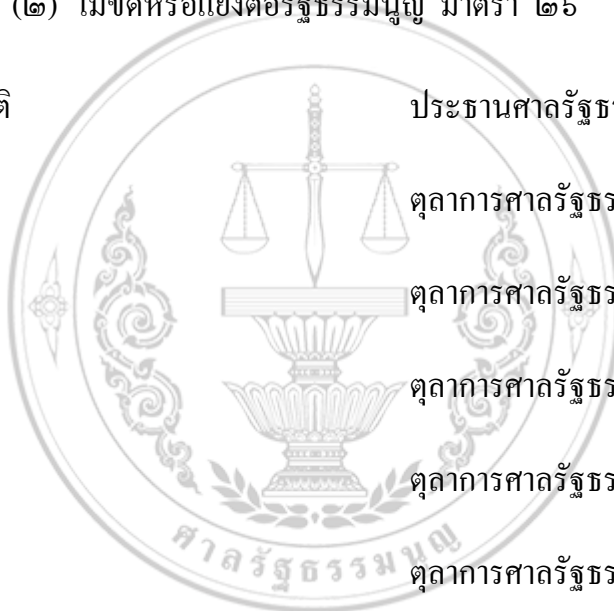 (๒) ไม่ขัดหรือแย้งต่อรัฐธรรมนูญ มาตรา ๒๖
ติ ประธานศาลรัฐธ
ตุลาการศาลรัฐธร
ตุลาการศาลรัฐธร
ตุลาการศาลรัฐธร
ตุลาการศาลรัฐธร
ตุลาการศาลรัฐธร
ศาลรัฐธรรมนูญ